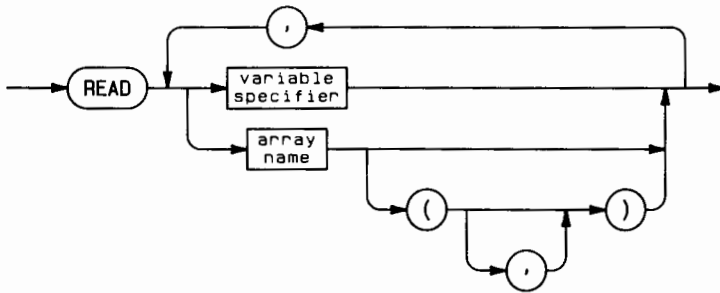 ,
READ
variable
specifier
array
name
(
,
)